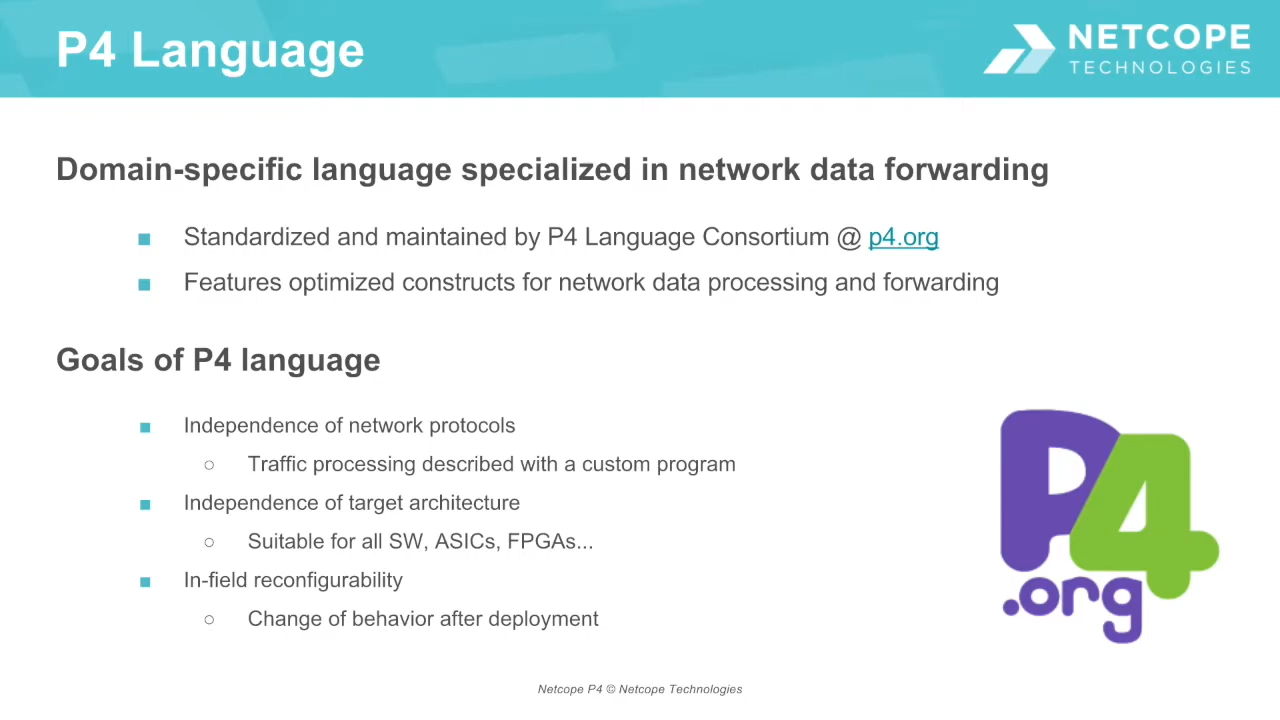 P4 Language
NETCOPE
TECHNOLOGIES
Domain-specific language specialized in network data forwarding
■ Standardized and maintained by P4 Language Consortium @ p4.org
■ Features optimized constructs for network data processing and forwarding
Goals of P4 language
■ Independence of network protocols
○ Traffic processing described with a custom program
■ Independence of target architecture
○ Suitable for all SW, ASICs, FPGAs...
■ In-field reconfigurability
○ Change of behavior after deployment
P4
.org
Netcope P4 © Netcope Technologies